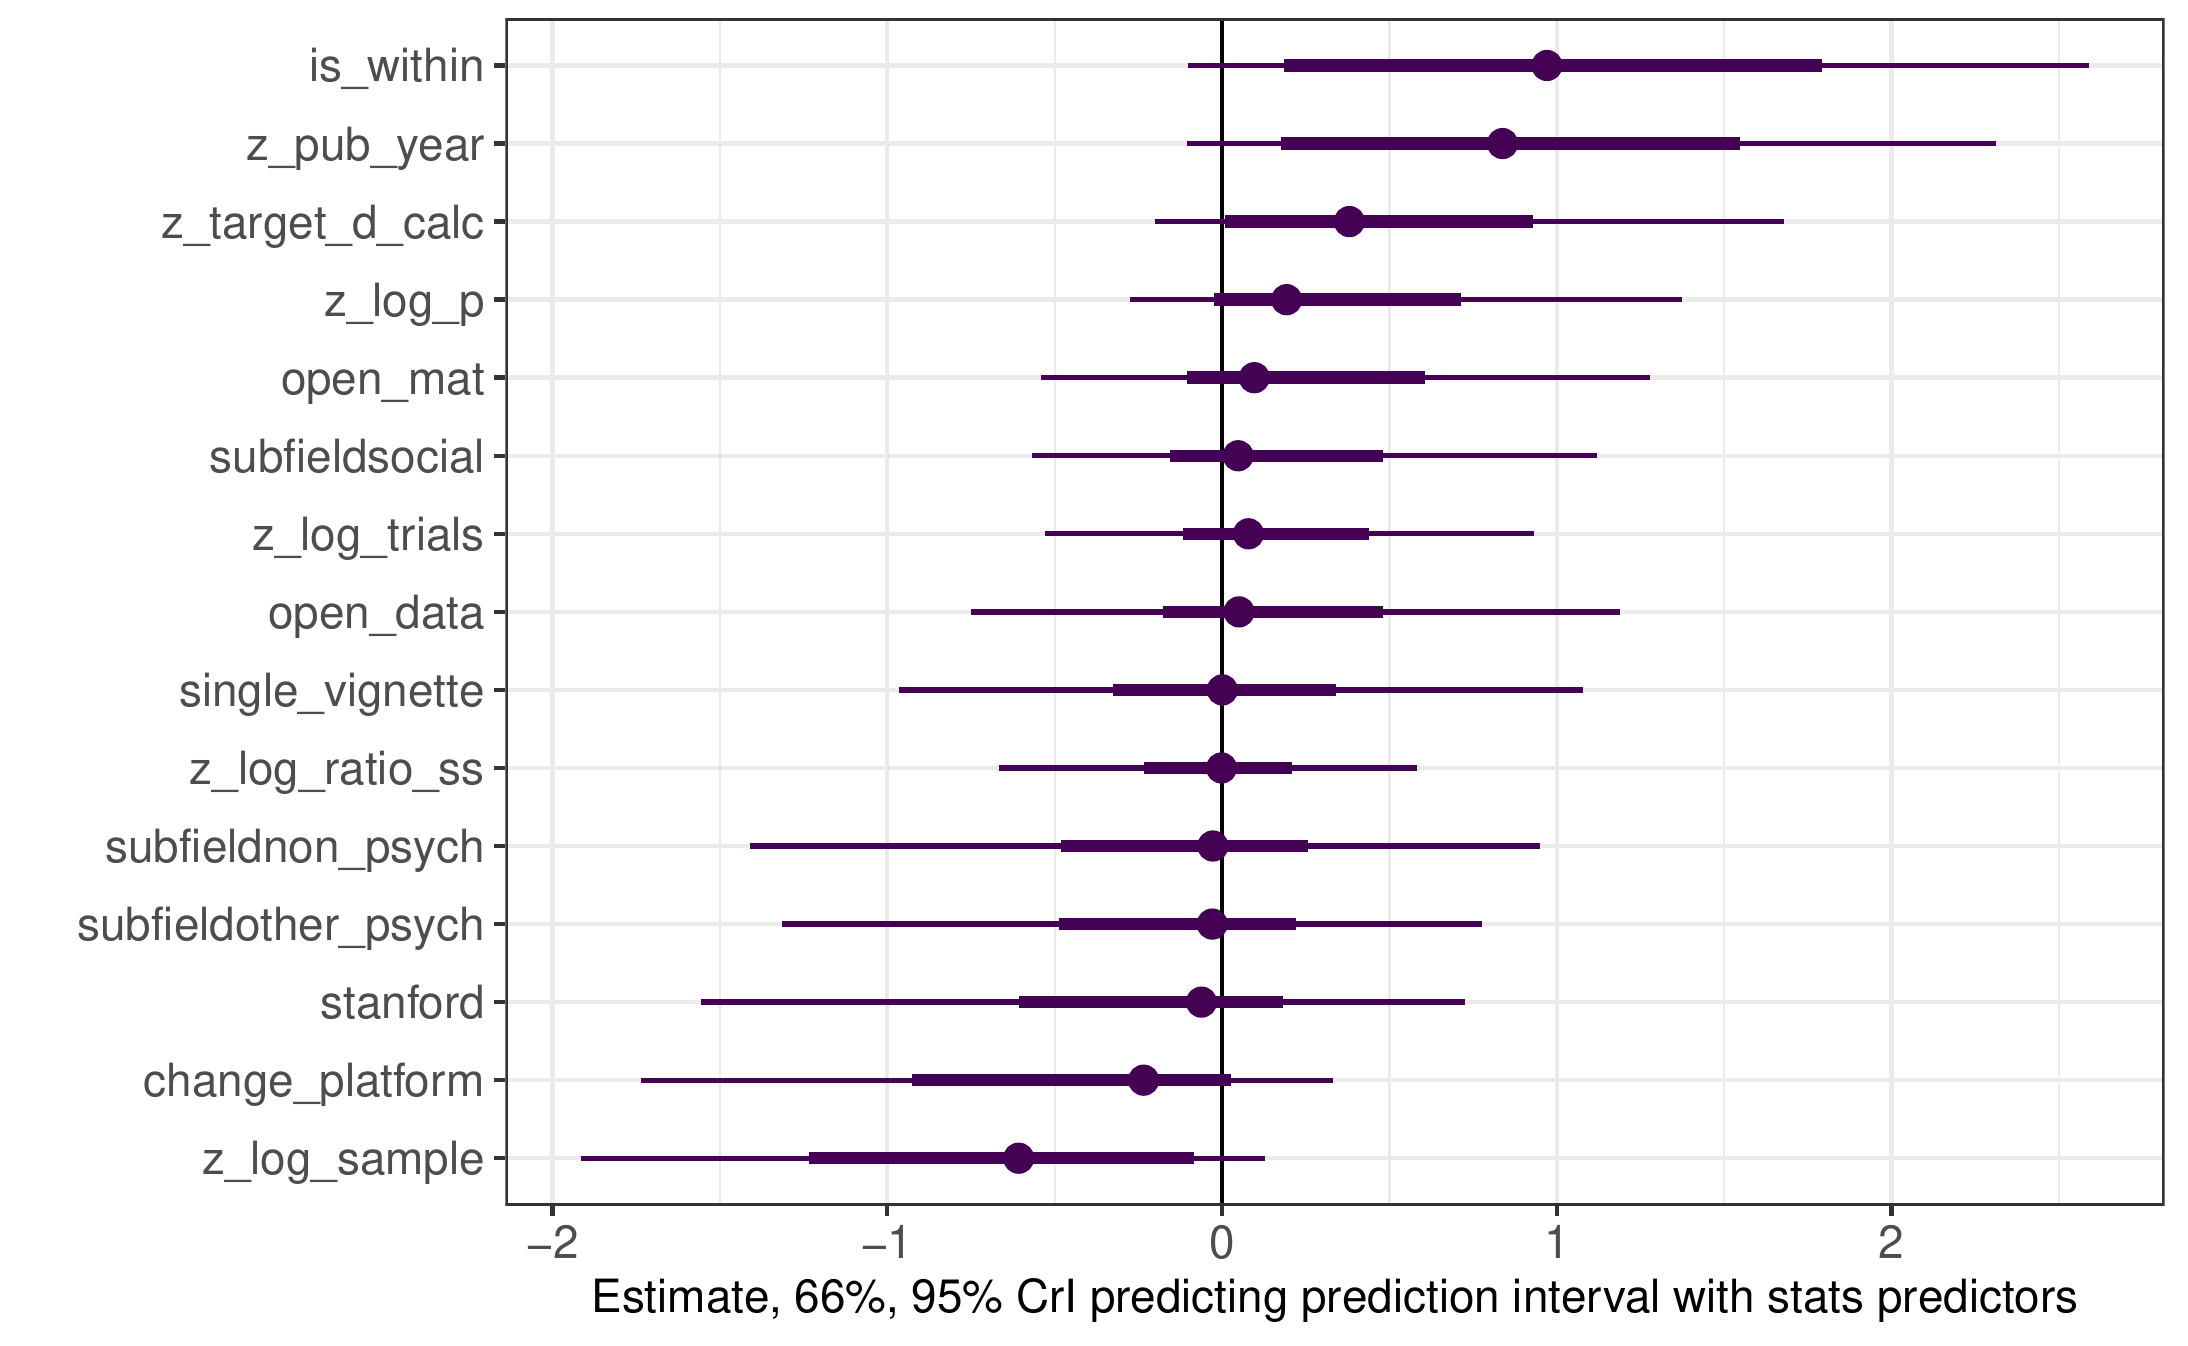 is_within
z_pub_year
z_target_d_calc
z_log_p
open_mat
subfieldsocial
z_log_trials
open_data
single_vignette
z_log_ratio_ss
subfieldnon_psych
subfieldother_psych
stanford
change_platform
z_log_sample
−2 −1 0 1 2
Estimate, 66%, 95% CrI predicting prediction interval with stats predictors